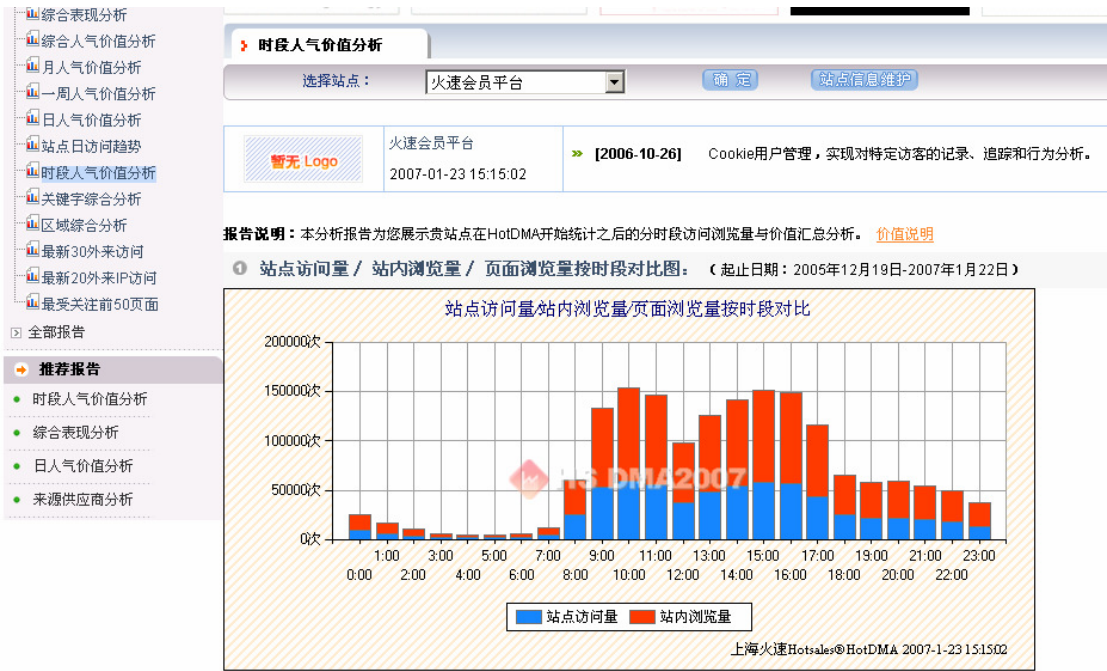 综合表现分析
综合人气价值分析
月人气价值分析
一周人气价值分析
日人气价值分析
站点日访问趋势
时段人气价值分析
关键字综合分析
区域综合分析
最新30外来访问
最新20外来IP访问
最受关注前50页面
全部报告
推荐报告
时段人气价值分析
综合表现分析
日人气价值分析
来源供应商分析
时段人气价值分析
选择站点： 火速会员平台 确 定 站点信息维护
暂无 Logo
火速会员平台
2007-01-23 15:15:02
[2006-10-26] Cookie用户管理，实现对特定访客的记录、追踪和行为分析。
报告说明：本分析报告为您展示贵站点在HotDMA开始统计之后的分时段访问浏览量与价值汇总分析。 价值说明
1 站点访问量 / 站内浏览量 / 页面浏览量按时段对比图： （起止日期：2005年12月19日-2007年1月22日）
站点访问量/站内浏览量/页面浏览量按时段对比
200000次
150000次
100000次
50000次
0次
HS DMA2007
1:00 3:00 5:00 7:00 9:00 11:00 13:00 15:00 17:00 19:00 21:00 23:00
0:00 2:00 4:00 6:00 8:00 10:00 12:00 14:00 16:00 18:00 20:00 22:00
站点访问量 站内浏览量
上海火速Hotsales®HotDMA 2007-1-23 15:15:02